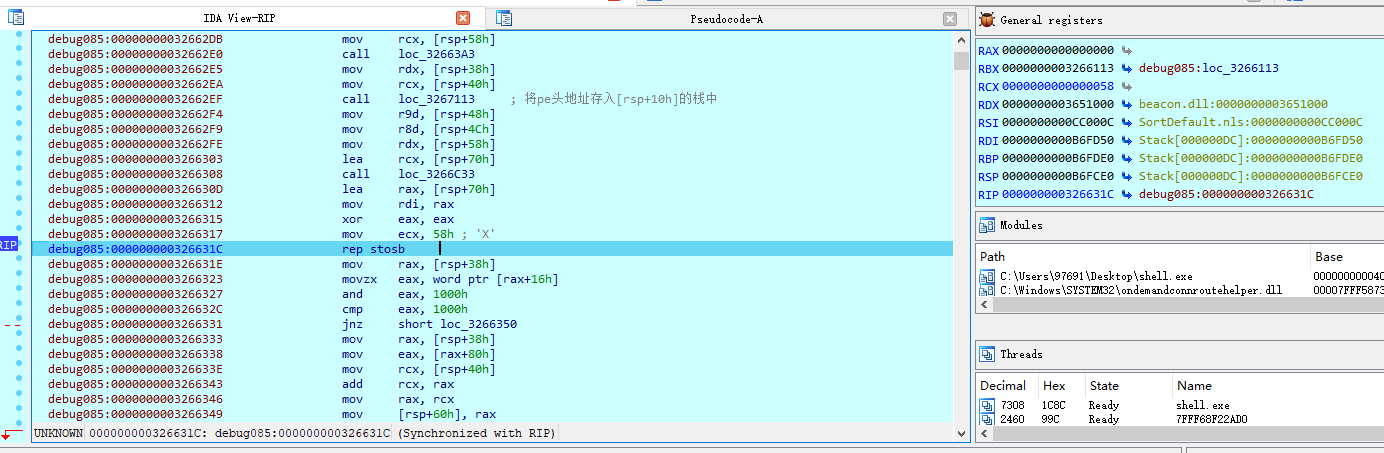 IDA View-RIP
Pseudocode-A
debug085:00000000032662DB mov rcx, [rsp+58h]
debug085:00000000032662E0 call loc_32663A3
debug085:00000000032662E5 mov rdx, [rsp+38h]
debug085:00000000032662EA mov rcx, [rsp+40h]
debug085:00000000032662EF call loc_3267113 ; 将pe头地址存入[rsp+10h]的栈中
debug085:00000000032662F4 mov r9d, [rsp+48h]
debug085:00000000032662F9 mov r8d, [rsp+4Ch]
debug085:00000000032662FE mov rdx, [rsp+58h]
debug085:0000000003266303 lea rcx, [rsp+70h]
debug085:0000000003266308 call loc_3266C33
debug085:000000000326630D lea rax, [rsp+70h]
debug085:0000000003266312 mov rdi, rax
debug085:0000000003266315 xor eax, eax
debug085:0000000003266317 mov ecx, 58h ; 'X'
RIP debug085:000000000326631C rep stosb
debug085:000000000326631E mov rax, [rsp+38h]
debug085:0000000003266323 movzx eax, word ptr [rax+16h]
debug085:0000000003266327 and eax, 1000h
debug085:000000000326632C cmp eax, 1000h
debug085:0000000003266331 jnz short loc_3266350
debug085:0000000003266333 mov rax, [rsp+38h]
debug085:0000000003266338 mov eax, [rax+80h]
debug085:000000000326633E mov rcx, [rsp+40h]
debug085:0000000003266343 add rcx, rax
debug085:0000000003266346 mov rax, rcx
debug085:0000000003266349 mov [rsp+60h], rax
UNKNOWN 000000000326631C: debug085:000000000326631C (Synchronized with RIP)
General registers
RAX 0000000000000000
RBX 0000000003266113 debug085:loc_3266113
RCX 0000000000000058
RDX 0000000003651000 beacon.dll:0000000003651000
RSI 0000000000CC000C SortDefault.nls:0000000000CC000C
RDI 0000000000B6FD50 Stack[000000DC]:0000000000B6FD50
RBP 0000000000B6FDE0 Stack[000000DC]:0000000000B6FDE0
RSP 0000000000B6FCE0 Stack[000000DC]:0000000000B6FCE0
RIP 000000000326631C debug085:000000000326631C
Modules
Path Base
C:\Users\97691\Desktop\shell.exe 00000000004C
C:\Windows\SYSTEM32\ondemandconnroutehelper.dll 00007FFF5873
Threads
Decimal Hex State Name
7308 1C8C Ready shell.exe
2460 99C Ready 7FFF68F22AD0